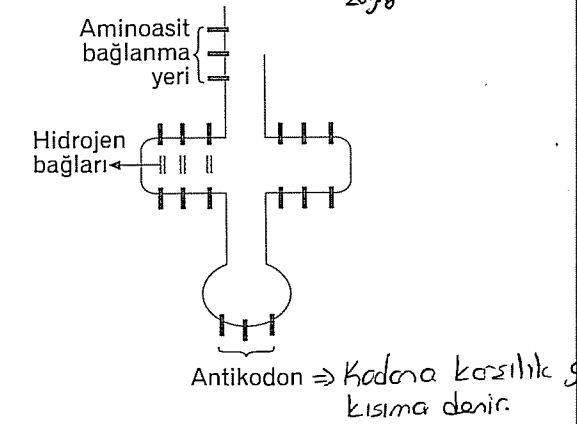 Aminoasit
bağlanma
yeri
Hidrojen
bağları
Antikodon ⇒ Kodona karşılık
kısıma denir.